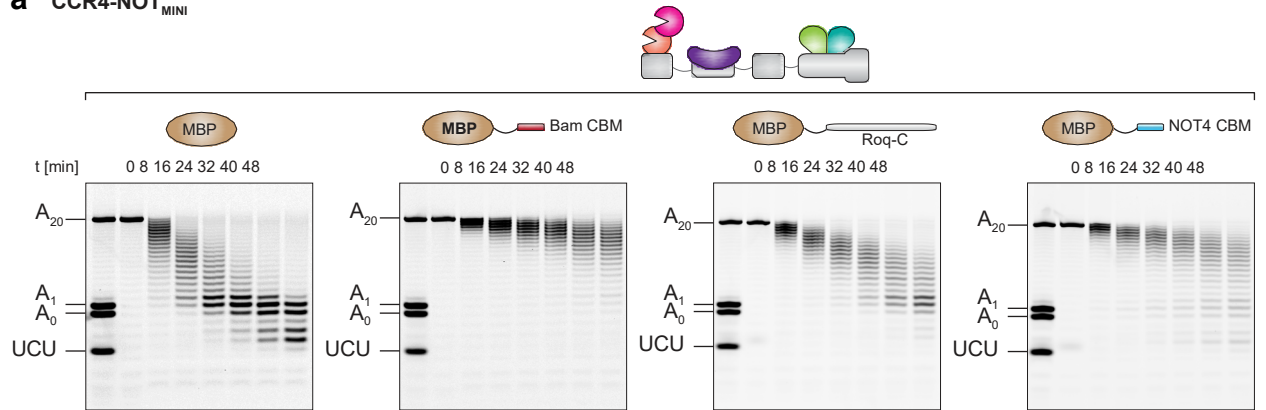 a CCR4-NOTMINI
MBP
MBP Bam CBM
MBP Roq-C
MBP NOT4 CBM
t [min] 0 8 16 24 32 40 48
0 8 16 24 32 40 48
0 8 16 24 32 40 48
0 8 16 24 32 40 48
A20
A1
A0
UCU
A20
A1
A0
UCU
A20
A1
A0
UCU
A20
A1
A0
UCU